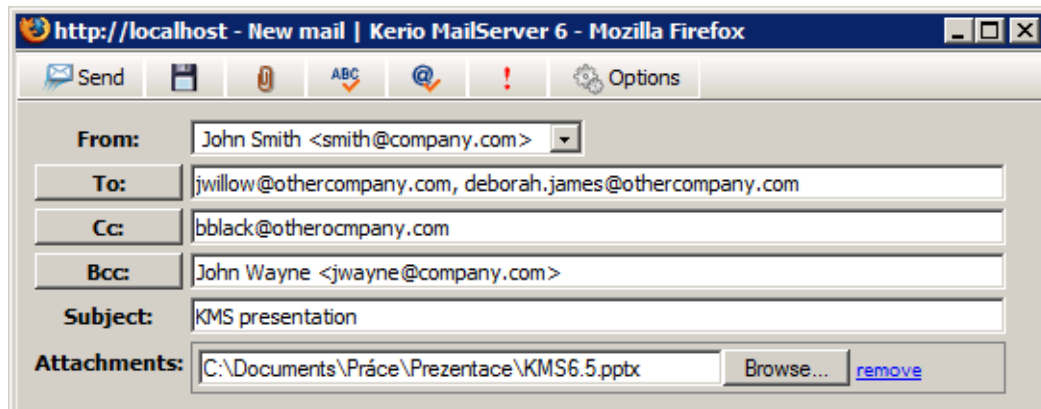 http://localhost - New mail | Kerio MailServer 6 - Mozilla Firefox
Send ABC @ ! Options
From: John Smith <smith@company.com>
To: jwillow@othercompany.com, deborah.james@othercompany.com
Cc: bblack@otherocmpany.com
Bcc: John Wayne <jwayne@company.com>
Subject: KMS presentation
Attachments: C:\Documents\Práce\Prezentace\KMS6.5.pptx Browse... remove